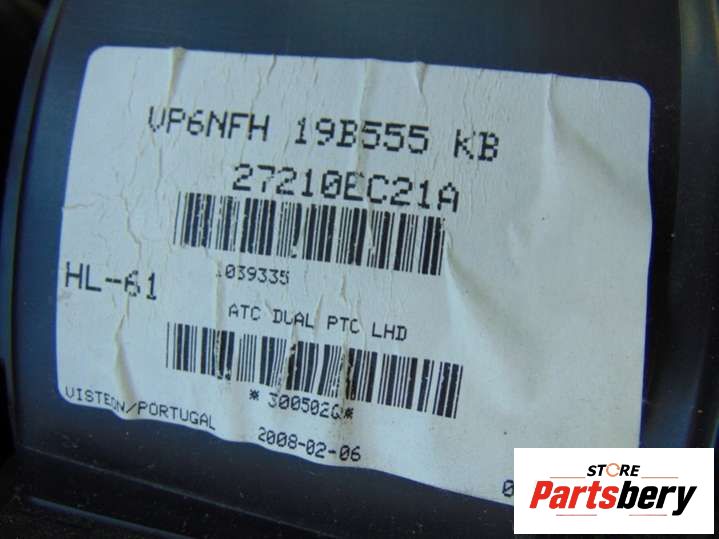 VP6NFH 19B555 KB
27210EC21A
1039335
HL-61
ATC DUAL PTC LHD
*300502Q*
VISTEON/PORTUGAL
2008-02-06
0
STORE
Partsbery